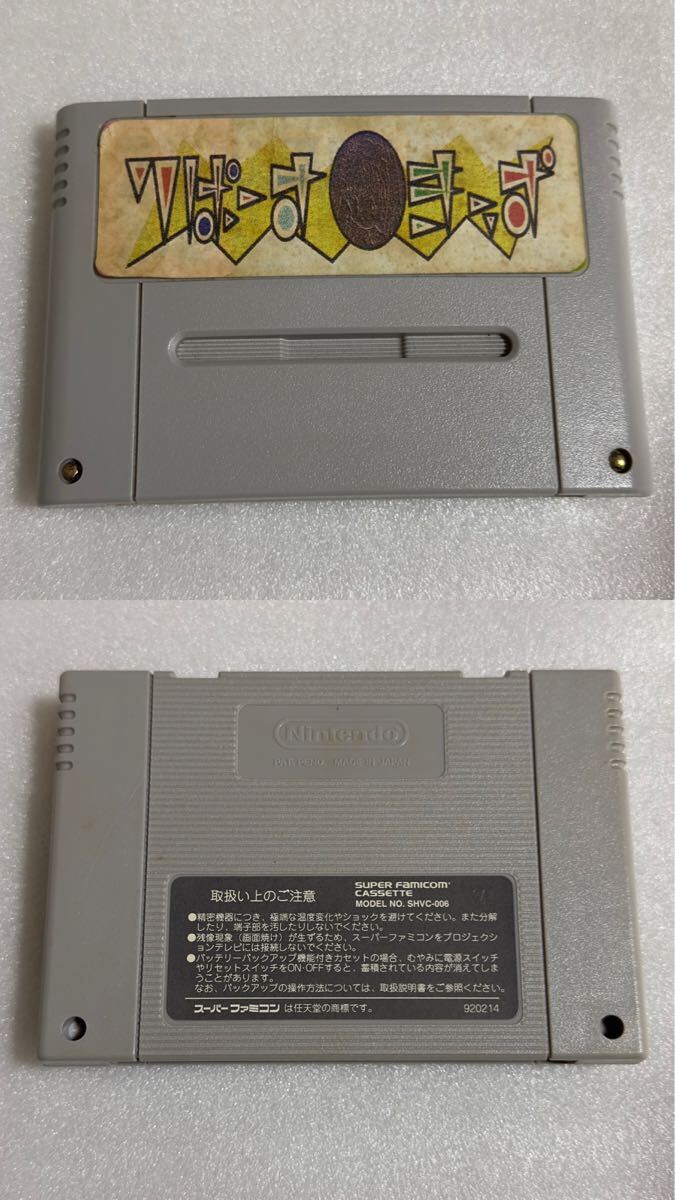 りばーすきっず
Nintendo
PAT. PEND. MADE IN JAPAN
取扱い上のご注意
SUPER FAMICOM
CASSETTE
MODEL NO. SHVC-006
●精密機器につき、極端な温度変化やショックを避けてください。また分解
したり、端子部を汚したりしないでください。
●残像現象（画面焼け）が生ずるため、スーパーファミコンをプロジェクシ
ョンテレビには接続しないでください。
●バッテリーバックアップ機能付きカセットの場合、むやみに電源スイッチ
やリセットスイッチをON・OFFすると、蓄積されている内容が消えてしま
うことがあります。
なお、バックアップの操作方法については、取扱説明書をご参照ください。
スーパーファミコン は任天堂の商標です。
920214